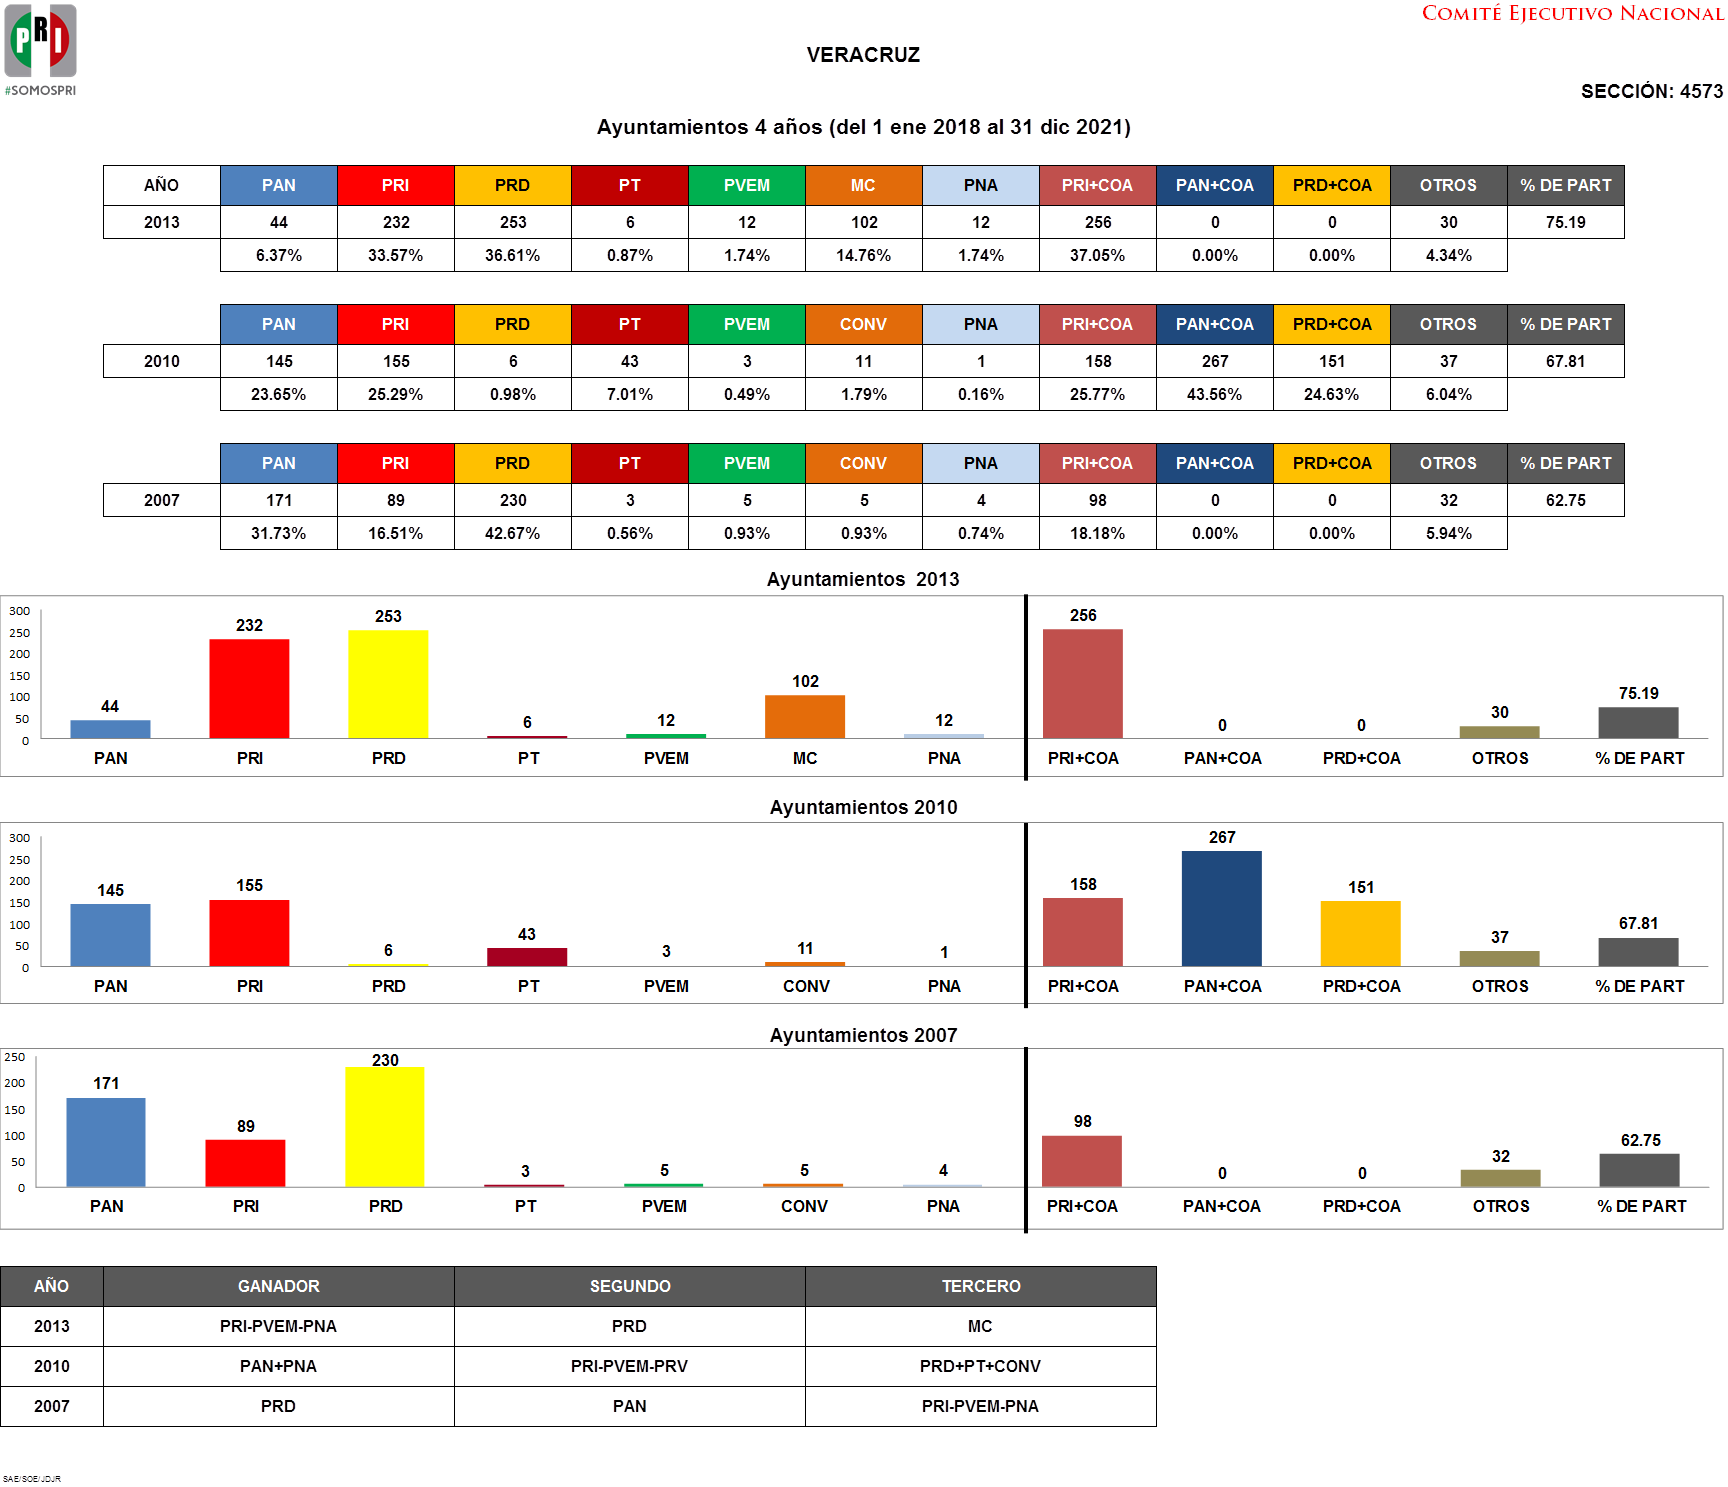 COMITÉ EJECUTIVO NACIONAL
PRI
#SOMOSPRI
VERACRUZ
SECCIÓN: 4573
Ayuntamientos 4 años (del 1 ene 2018 al 31 dic 2021)
AÑO PAN PRI PRD PT PVEM MC PNA PRI+COA PAN+COA PRD+COA OTROS % DE PART
2013 44 232 253 6 12 102 12 256 0 0 30 75.19
6.37% 33.57% 36.61% 0.87% 1.74% 14.76% 1.74% 37.05% 0.00% 0.00% 4.34%
PAN PRI PRD PT PVEM CONV PNA PRI+COA PAN+COA PRD+COA OTROS % DE PART
2010 145 155 6 43 3 11 1 158 267 151 37 67.81
23.65% 25.29% 0.98% 7.01% 0.49% 1.79% 0.16% 25.77% 43.56% 24.63% 6.04%
PAN PRI PRD PT PVEM CONV PNA PRI+COA PAN+COA PRD+COA OTROS % DE PART
2007 171 89 230 3 5 5 4 98 0 0 32 62.75
31.73% 16.51% 42.67% 0.56% 0.93% 0.93% 0.74% 18.18% 0.00% 0.00% 5.94%
Ayuntamientos 2013
300
250
200
150
100
50
0
44 232 253 6 12 102 12 256 0 0 30 75.19
PAN PRI PRD PT PVEM MC PNA PRI+COA PAN+COA PRD+COA OTROS % DE PART
Ayuntamientos 2010
300
250
200
150
100
50
0
145 155 6 43 3 11 1 158 267 151 37 67.81
PAN PRI PRD PT PVEM CONV PNA PRI+COA PAN+COA PRD+COA OTROS % DE PART
Ayuntamientos 2007
250
200
150
100
50
0
171 89 230 3 5 5 4 98 0 0 32 62.75
PAN PRI PRD PT PVEM CONV PNA PRI+COA PAN+COA PRD+COA OTROS % DE PART
AÑO GANADOR SEGUNDO TERCERO
2013 PRI-PVEM-PNA PRD MC
2010 PAN+PNA PRI-PVEM-PRV PRD+PT+CONV
2007 PRD PAN PRI-PVEM-PNA
SAE/SOE/JDJR